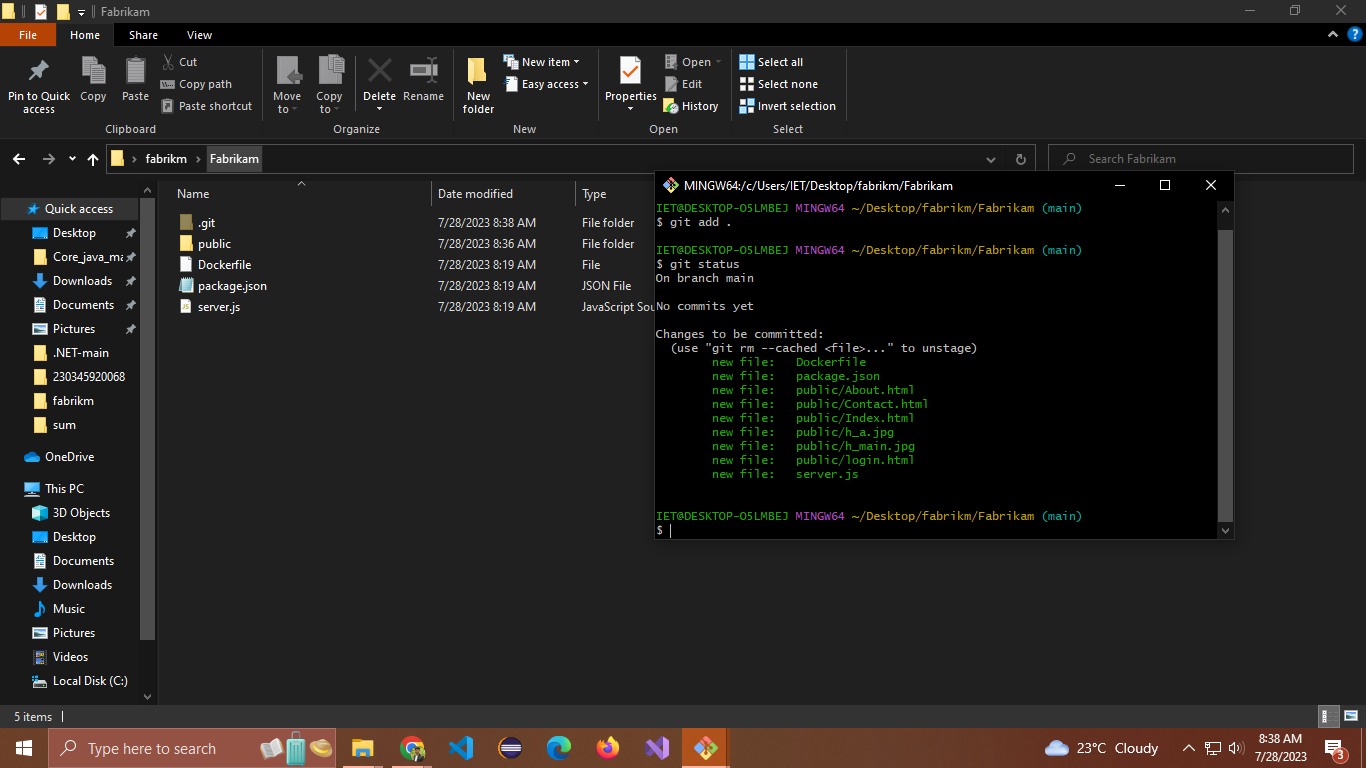 Fabrikam
File Home Share View
Pin to Quick access
Copy
Paste
Cut
Copy path
Paste shortcut
Clipboard
Move to
Copy to
Delete
Rename
Organize
New folder
New item
Easy access
New
Properties
Open
Edit
History
Open
Select all
Select none
Invert selection
Select
fabrikm › Fabrikam
Search Fabrikam
Quick access
Desktop
Core_java_ma
Downloads
Documents
Pictures
.NET-main
230345920068
fabrikm
sum
OneDrive
This PC
3D Objects
Desktop
Documents
Downloads
Music
Pictures
Videos
Local Disk (C:)
Name Date modified Type
.git 7/28/2023 8:38 AM File folder
public 7/28/2023 8:36 AM File folder
Dockerfile 7/28/2023 8:19 AM File
package.json 7/28/2023 8:19 AM JSON File
server.js 7/28/2023 8:19 AM JavaScript Sou
MINGW64:/c/Users/IET/Desktop/fabrikm/Fabrikam
IET@DESKTOP-O5LMBEJ MINGW64 ~/Desktop/fabrikm/Fabrikam (main)
$ git add .
IET@DESKTOP-O5LMBEJ MINGW64 ~/Desktop/fabrikm/Fabrikam (main)
$ git status
On branch main
No commits yet
Changes to be committed:
(use "git rm --cached <file>..." to unstage)
new file: Dockerfile
new file: package.json
new file: public/About.html
new file: public/Contact.html
new file: public/Index.html
new file: public/h_a.jpg
new file: public/h_main.jpg
new file: public/login.html
new file: server.js
IET@DESKTOP-O5LMBEJ MINGW64 ~/Desktop/fabrikm/Fabrikam (main)
$
5 items
Type here to search
23°C Cloudy
8:38 AM
7/28/2023
3